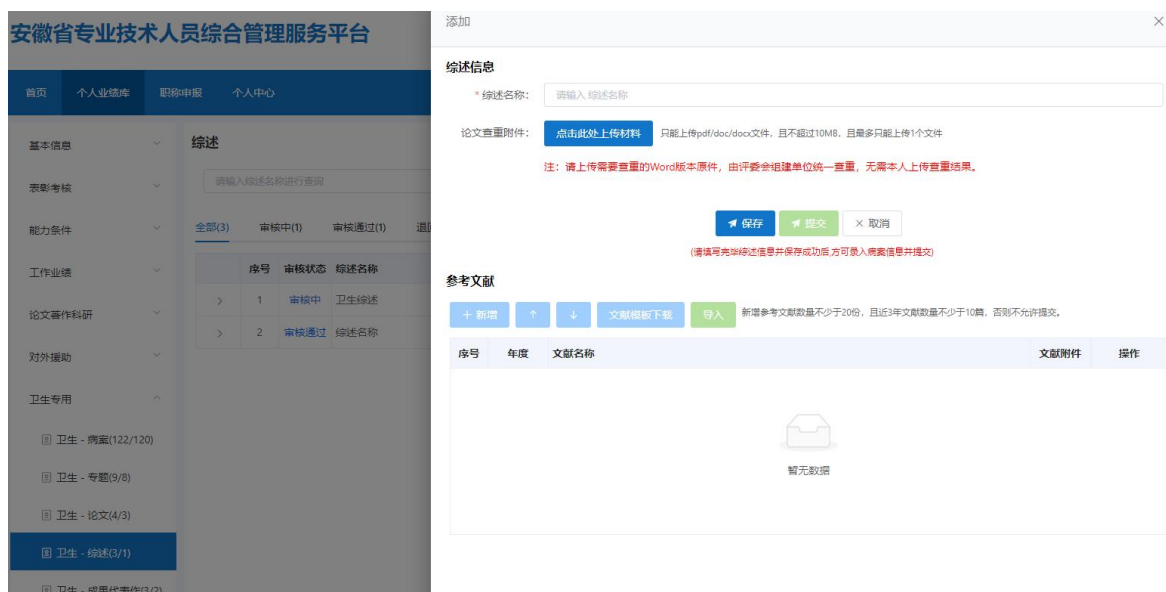 安徽省专业技术人员综合管理服务平台
首页 个人业绩库 职称申报 个人中心
基本信息
表彰考核
能力条件
工作业绩
论文著作科研
对外援助
卫生专用
卫生 - 病案(122/120)
卫生 - 专题(9/8)
卫生 - 论文(4/3)
卫生 - 综述(3/1)
卫生 - 成果代表作(3/2)
综述
请输入综述名称进行查询
全部(3) 审核中(1) 审核通过(1) 退回
序号 审核状态 综述名称
1 审核中 卫生综述
2 审核通过 综述名称
添加
综述信息
* 综述名称: 请输入 综述名称
论文查重附件: 点击此处上传材料 只能上传pdf/doc/docx文件,且不超过10MB,且最多只能上传1个文件
注:请上传需要查重的Word版本原件,由评委会组建单位统一查重,无需本人上传查重结果。
保存 提交 × 取消
(请填写完毕综述信息并保存成功后,方可录入病案信息并提交)
参考文献
+ 新增 ↑ ↓ 文献模板下载 导入 新增参考文献数量不少于20份,且近3年文献数量不少于10篇,否则不允许提交。
序号 年度 文献名称 文献附件 操作
暂无数据